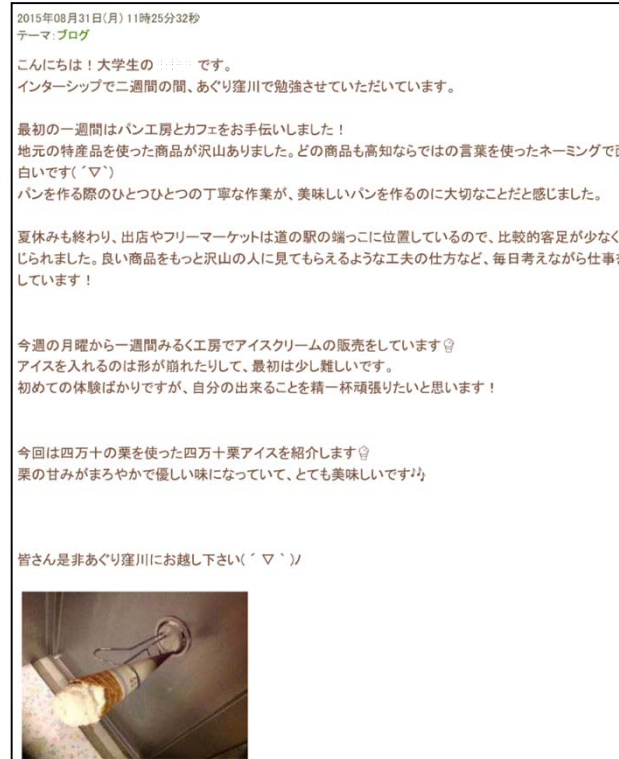 2015年08月31日(月) 11時25分32秒
テーマ:ブログ
こんにちは！大学生の です。
インターシップで二週間の間、あぐり窪川で勉強させていただいています。
最初の一週間はパン工房とカフェをお手伝いしました！
地元の特産品を使った商品が沢山ありました。どの商品も高知ならではの言葉を使ったネーミングで面
白いです(´▽`)
パンを作る際のひとつひとつの丁寧な作業が、美味しいパンを作るのに大切なことだと感じました。
夏休みも終わり、出店やフリーマーケットは道の駅の端っこに位置しているので、比較的客足が少なく
じられました。良い商品をもっと沢山の人に見てもらえるような工夫の仕方など、毎日考えながら仕事を
しています！
今週の月曜から一週間みるく工房でアイスクリームの販売をしています
アイスを入れるのは形が崩れたりして、最初は少し難しいです。
初めての体験ばかりですが、自分の出来ることを精一杯頑張りたいと思います！
今回は四万十の栗を使った四万十栗アイスを紹介します
栗の甘みがまろやかで優しい味になっていて、とても美味しいです♪
皆さん是非あぐり窪川にお越し下さい(´▽`)ﾉ